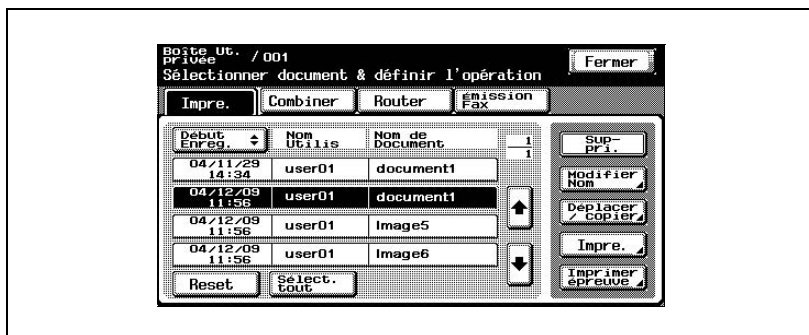 Boîte Ut.
privée / 001
Fermer
Sélectionner document & définir l'opération
Impre.
Combiner
Router
Émission
Fax
Début
Enreg.
Nom
Utilis
Nom de
Document
1
1
04/11/29
14:34
user01
document1
04/12/09
11:56
user01
document1
04/12/09
11:56
user01
Image5
04/12/09
11:56
user01
Image6
Reset
Sélect.
tout
Sup-
pri.
Modifier
Nom
Déplacer
/ copier
Impre.
Imprimer
épreuve